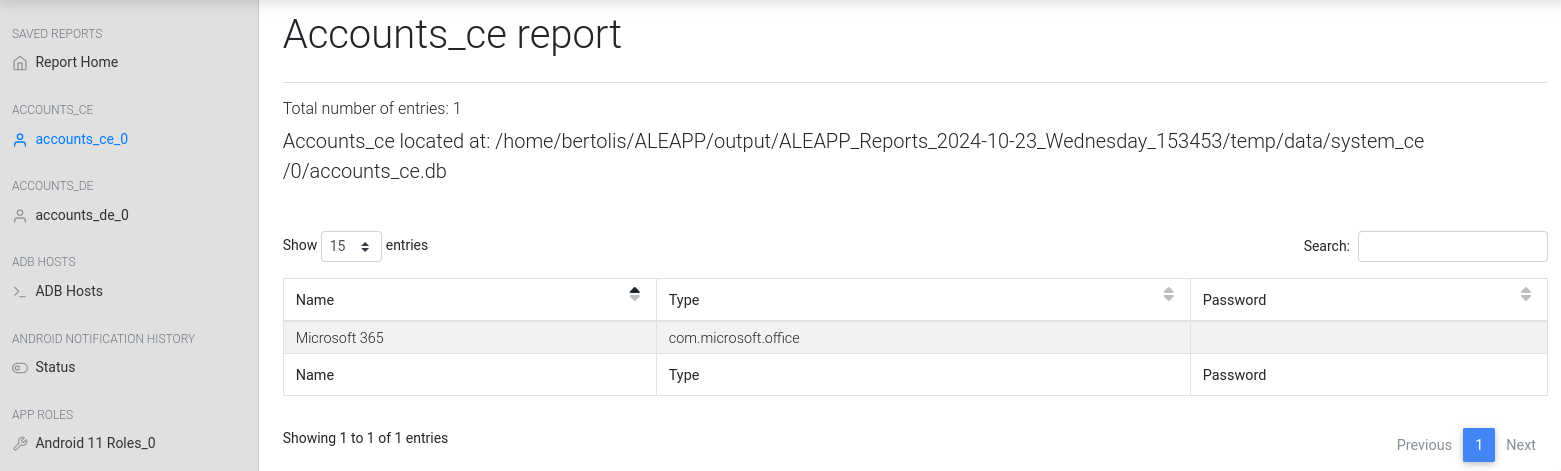 SAVED REPORTS
Report Home
ACCOUNTS_CE
accounts_ce_0
ACCOUNTS_DE
accounts_de_0
ADB HOSTS
ADB Hosts
ANDROID NOTIFICATION HISTORY
Status
APP ROLES
Android 11 Roles_0
Accounts_ce report
Total number of entries: 1
Accounts_ce located at: /home/bertolis/ALEAPP/output/ALEAPP_Reports_2024-10-23_Wednesday_153453/temp/data/system_ce
/0/accounts_ce.db
Show 15 entries Search:
Name Type Password
Microsoft 365 com.microsoft.office
Name Type Password
Showing 1 to 1 of 1 entries
Previous 1 Next